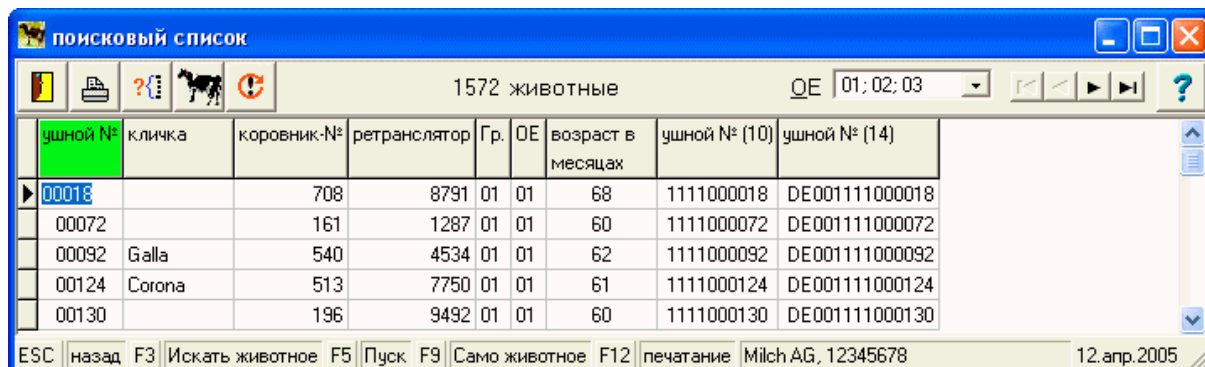 поисковый список
1572 животные ОЕ 01; 02; 03
ушной № кличка коровник-№ ретранслятор Гр. ОЕ возраст в месяцах ушной № (10) ушной № (14)
00018 708 8791 01 01 68 1111000018 DE001111000018
00072 161 1287 01 01 60 1111000072 DE001111000072
00092 Galla 540 4534 01 01 62 1111000092 DE001111000092
00124 Corona 513 7750 01 01 61 1111000124 DE001111000124
00130 196 9492 01 01 60 1111000130 DE001111000130
ESC назад F3 Искать животное F5 Пуск F9 Само животное F12 печатание Milch AG, 12345678 12.апр.2005